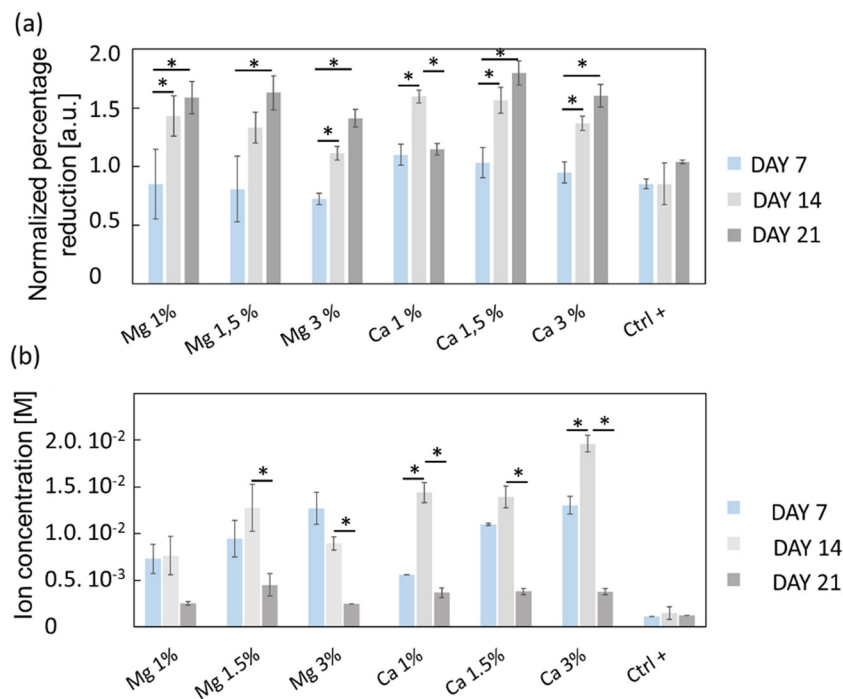 (a)
Normalized percentage
reduction [a.u.]
2.0
1.5
1.0
0.5
0
* * * * * * * * * * *
DAY 7
DAY 14
DAY 21
Mg 1%
Mg 1,5 %
Mg 3 %
Ca 1 %
Ca 1,5 %
Ca 3 %
Ctrl +
(b)
Ion concentration [M]
2.0. 10-2
1.5. 10-2
1.0. 10-2
0.5. 10-3
0
* * * * * * *
DAY 7
DAY 14
DAY 21
Mg 1%
Mg 1.5%
Mg 3%
Ca 1%
Ca 1.5%
Ca 3%
Ctrl +